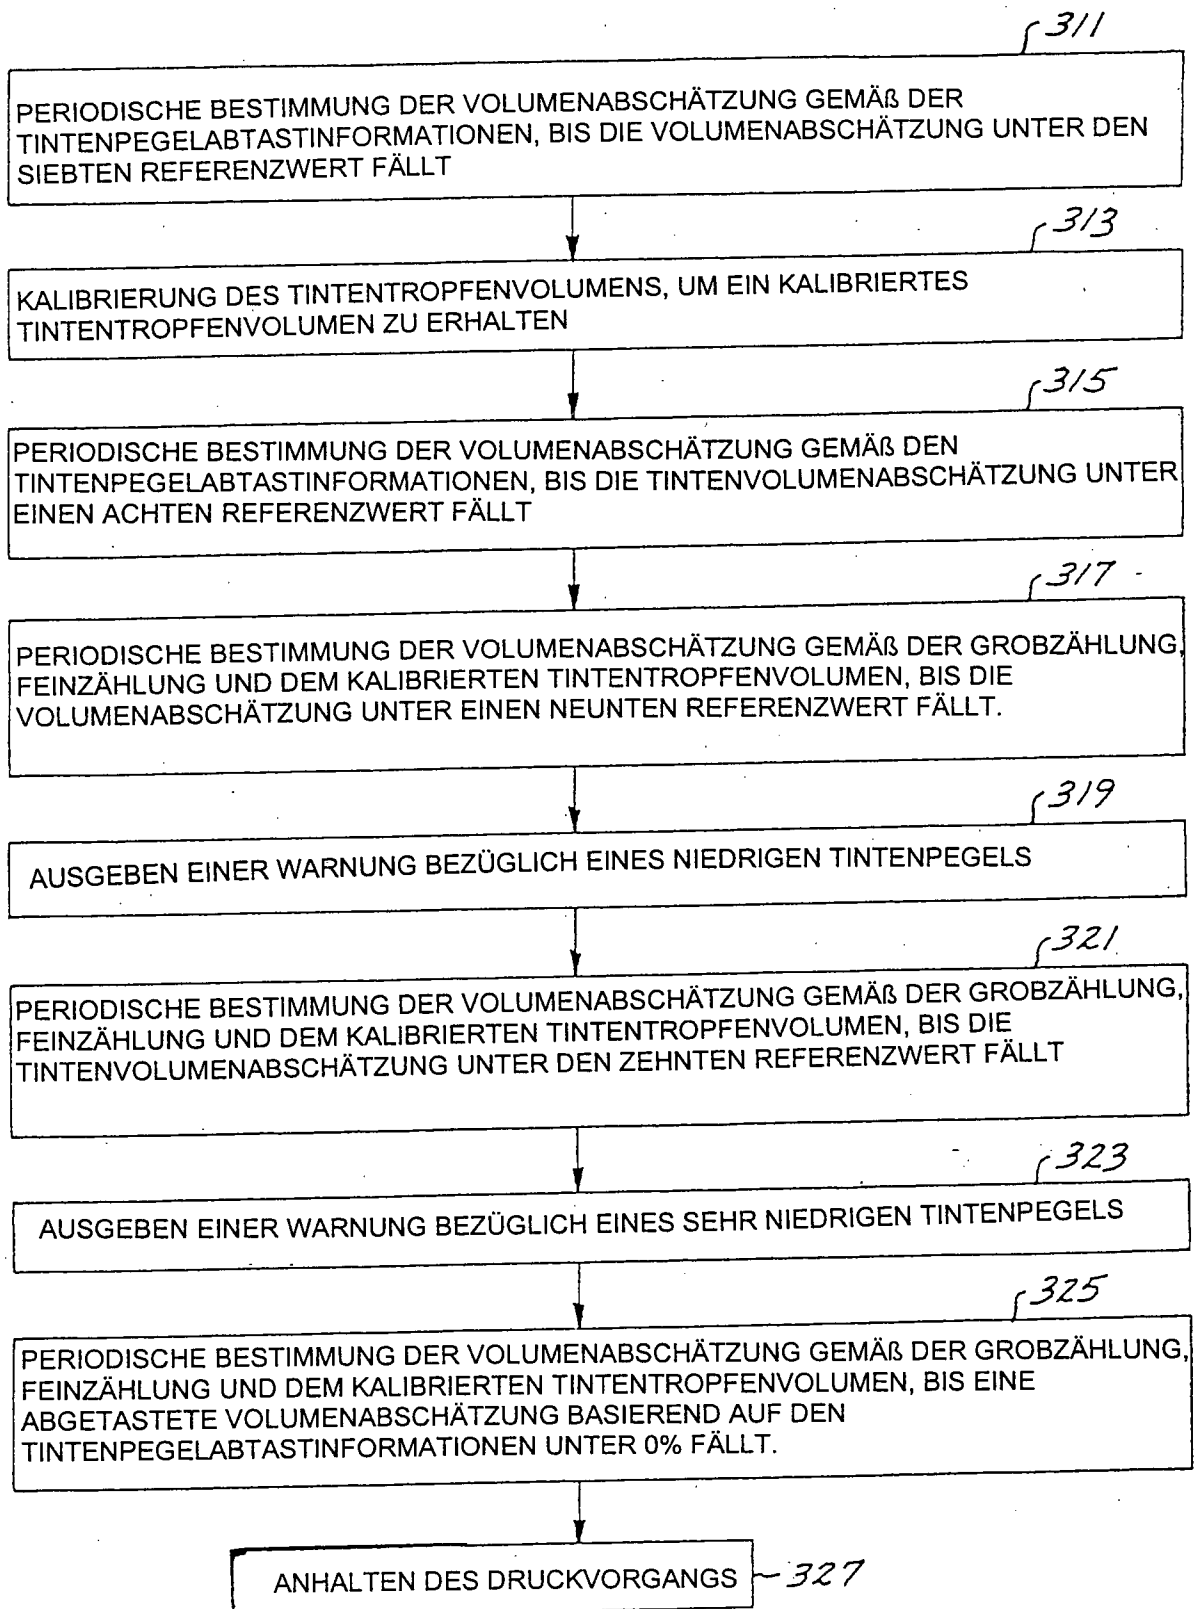 311
PERIODISCHE BESTIMMUNG DER VOLUMENABSCHÄTZUNG GEMÄß DER
TINTENPEGELABTASTINFORMATIONEN, BIS DIE VOLUMENABSCHÄTZUNG UNTER DEN
SIEBTEN REFERENZWERT FÄLLT
313
KALIBRIERUNG DES TINTENTROPFENVOLUMENS, UM EIN KALIBRIERTES
TINTENTROPFENVOLUMEN ZU ERHALTEN
315
PERIODISCHE BESTIMMUNG DER VOLUMENABSCHÄTZUNG GEMÄß DEN
TINTENPEGELABTASTINFORMATIONEN, BIS DIE TINTENVOLUMENABSCHÄTZUNG UNTER
EINEN ACHTEN REFERENZWERT FÄLLT
317
PERIODISCHE BESTIMMUNG DER VOLUMENABSCHÄTZUNG GEMÄß DER GROBZÄHLUNG,
FEINZÄHLUNG UND DEM KALIBRIERTEN TINTENTROPFENVOLUMEN, BIS DIE
VOLUMENABSCHÄTZUNG UNTER EINEN NEUNTEN REFERENZWERT FÄLLT.
319
AUSGEBEN EINER WARNUNG BEZÜGLICH EINES NIEDRIGEN TINTENPEGELS
321
PERIODISCHE BESTIMMUNG DER VOLUMENABSCHÄTZUNG GEMÄß DER GROBZÄHLUNG,
FEINZÄHLUNG UND DEM KALIBRIERTEN TINTENTROPFENVOLUMEN, BIS DIE
TINTENVOLUMENABSCHÄTZUNG UNTER DEN ZEHNTEN REFERENZWERT FÄLLT
323
AUSGEBEN EINER WARNUNG BEZÜGLICH EINES SEHR NIEDRIGEN TINTENPEGELS
325
PERIODISCHE BESTIMMUNG DER VOLUMENABSCHÄTZUNG GEMÄß DER GROBZÄHLUNG,
FEINZÄHLUNG UND DEM KALIBRIERTEN TINTENTROPFENVOLUMEN, BIS EINE
ABGETASTETE VOLUMENABSCHÄTZUNG BASIEREND AUF DEN
TINTENPEGELABTASTINFORMATIONEN UNTER 0% FÄLLT.
ANHALTEN DES DRUCKVORGANGS 327